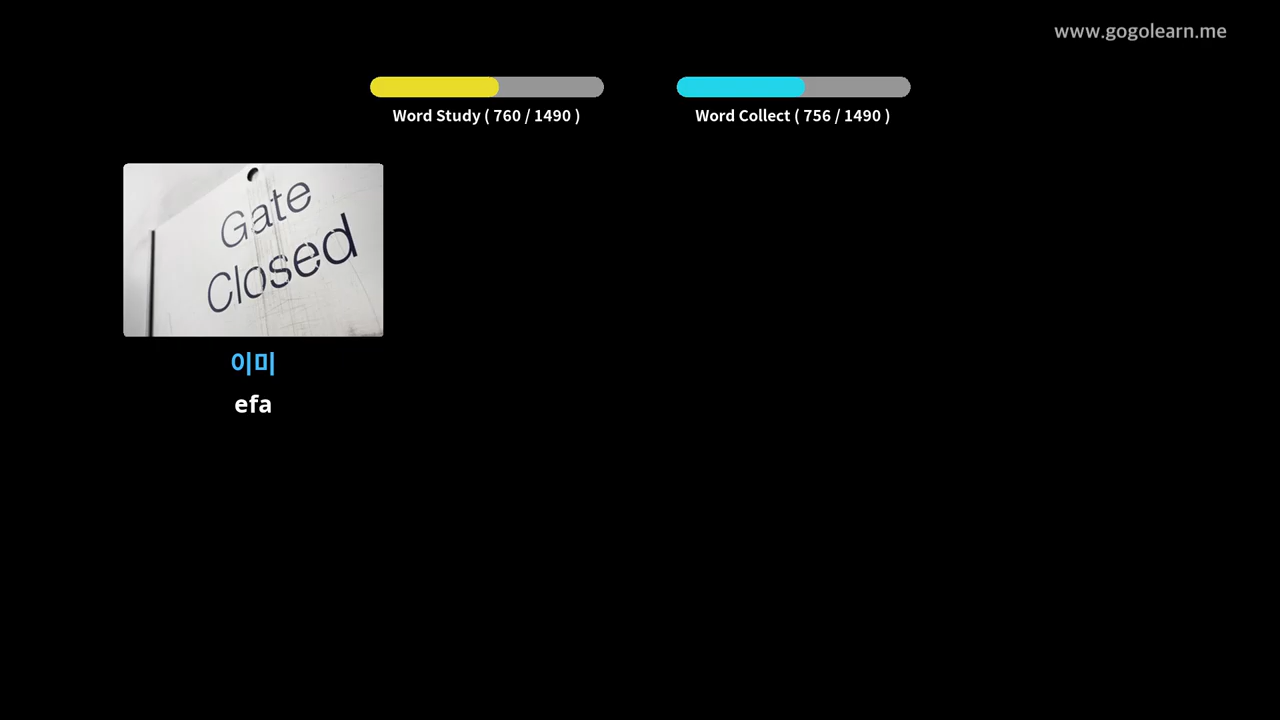 www.gogolearn.me
Word Study ( 760 / 1490 )
Word Collect ( 756 / 1490 )
Gate
Closed
이미
efa